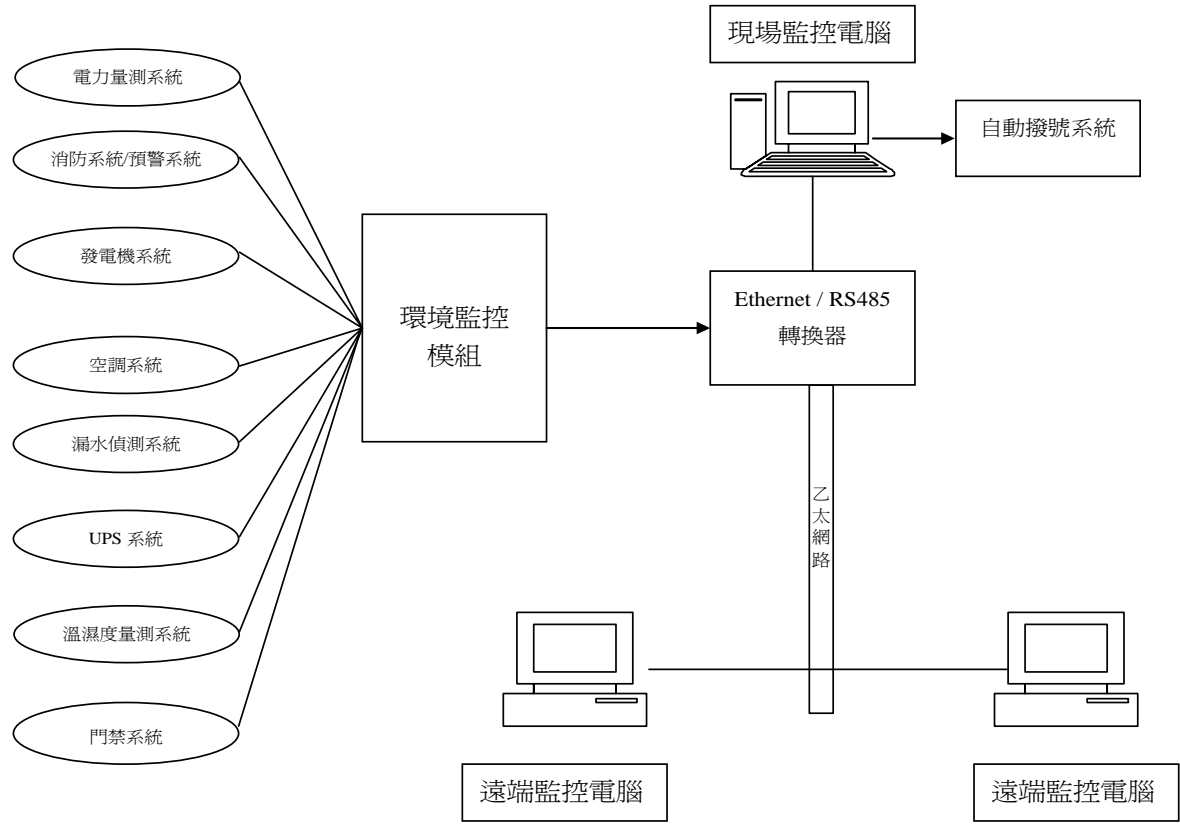 現場監控電腦
電力量測系統
自動撥號系統
消防系統/預警系統
發電機系統
環境監控
模組
Ethernet / RS485
轉換器
空調系統
漏水偵測系統
UPS 系統
乙太網路
溫濕度量測系統
門禁系統
遠端監控電腦
遠端監控電腦